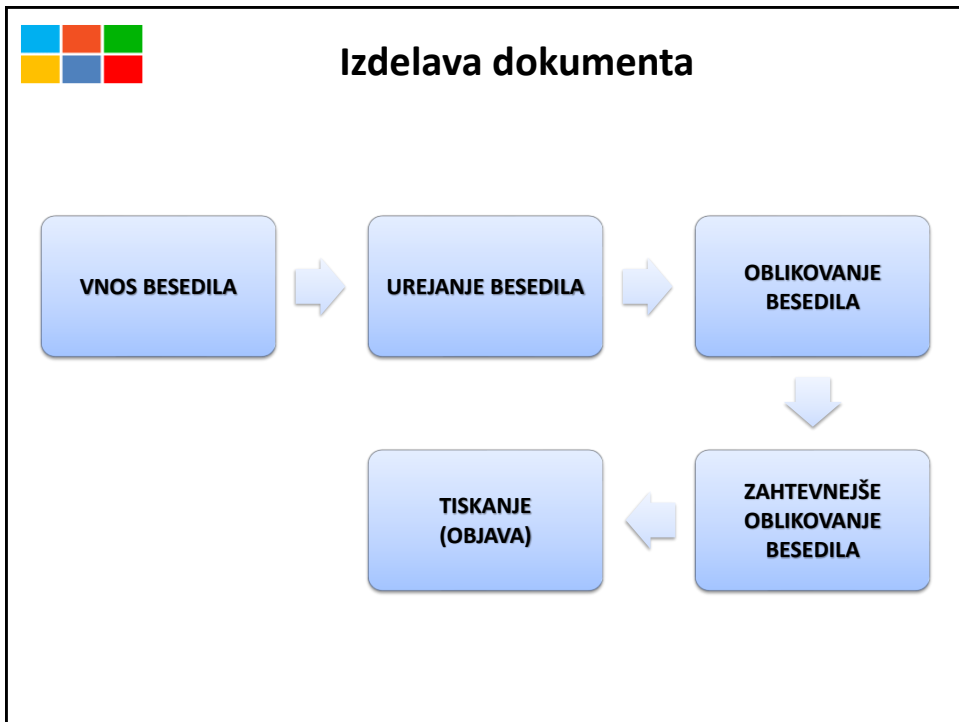 Izdelava dokumenta
VNOS BESEDILA
UREJANJE BESEDILA
OBLIKOVANJE
BESEDILA
ZAHTEVNEJŠE
OBLIKOVANJE
BESEDILA
TISKANJE
(OBJAVA)